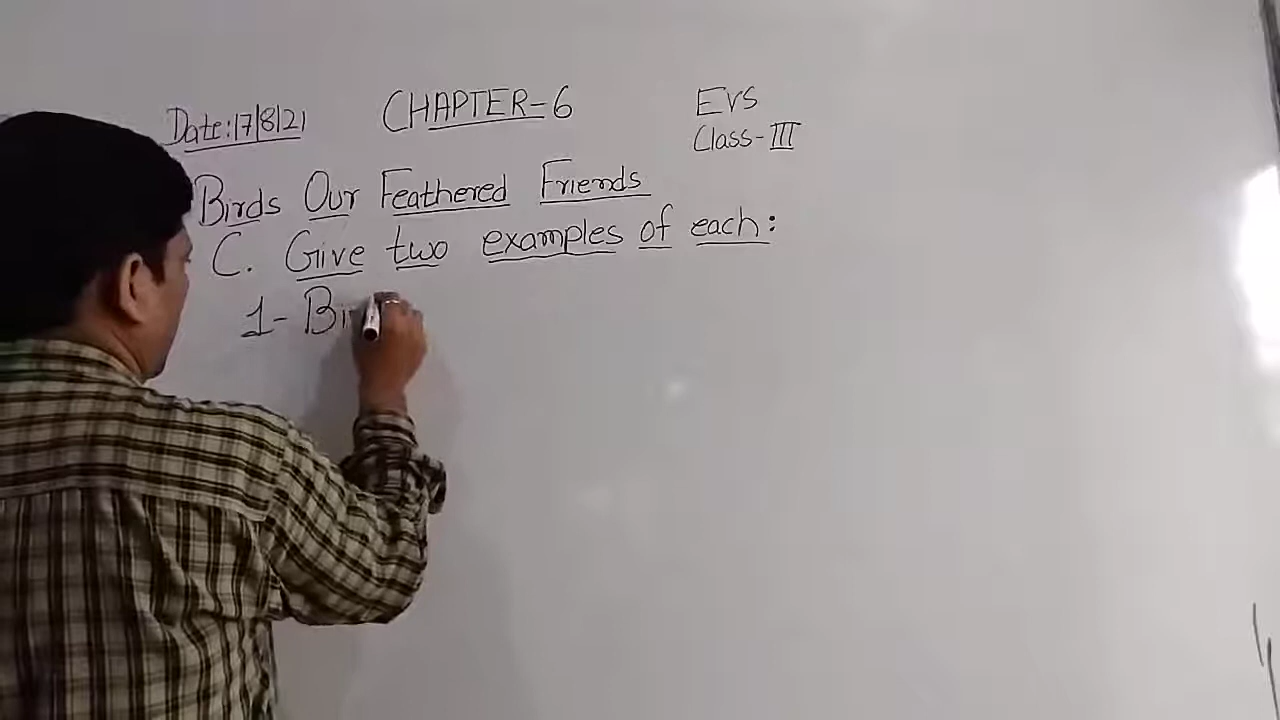 Date:17/8/21 CHAPTER-6 EVS
Class-III
Birds Our Feathered Friends
C. Give two examples of each:
1- Bi